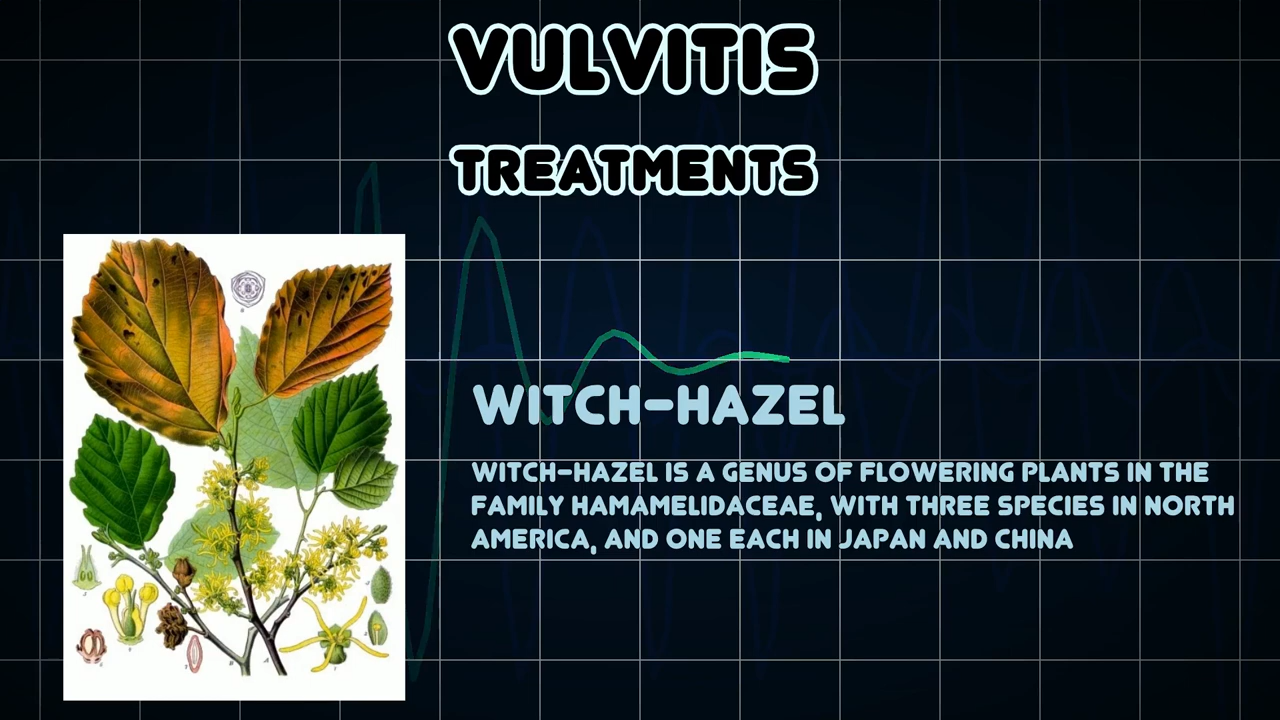 VULVITIS
TREATMENTS
WITCH-HAZEL
WITCH-HAZEL IS A GENUS OF FLOWERING PLANTS IN THE
FAMILY HAMAMELIDACEAE, WITH THREE SPECIES IN NORTH
AMERICA, AND ONE EACH IN JAPAN AND CHINA